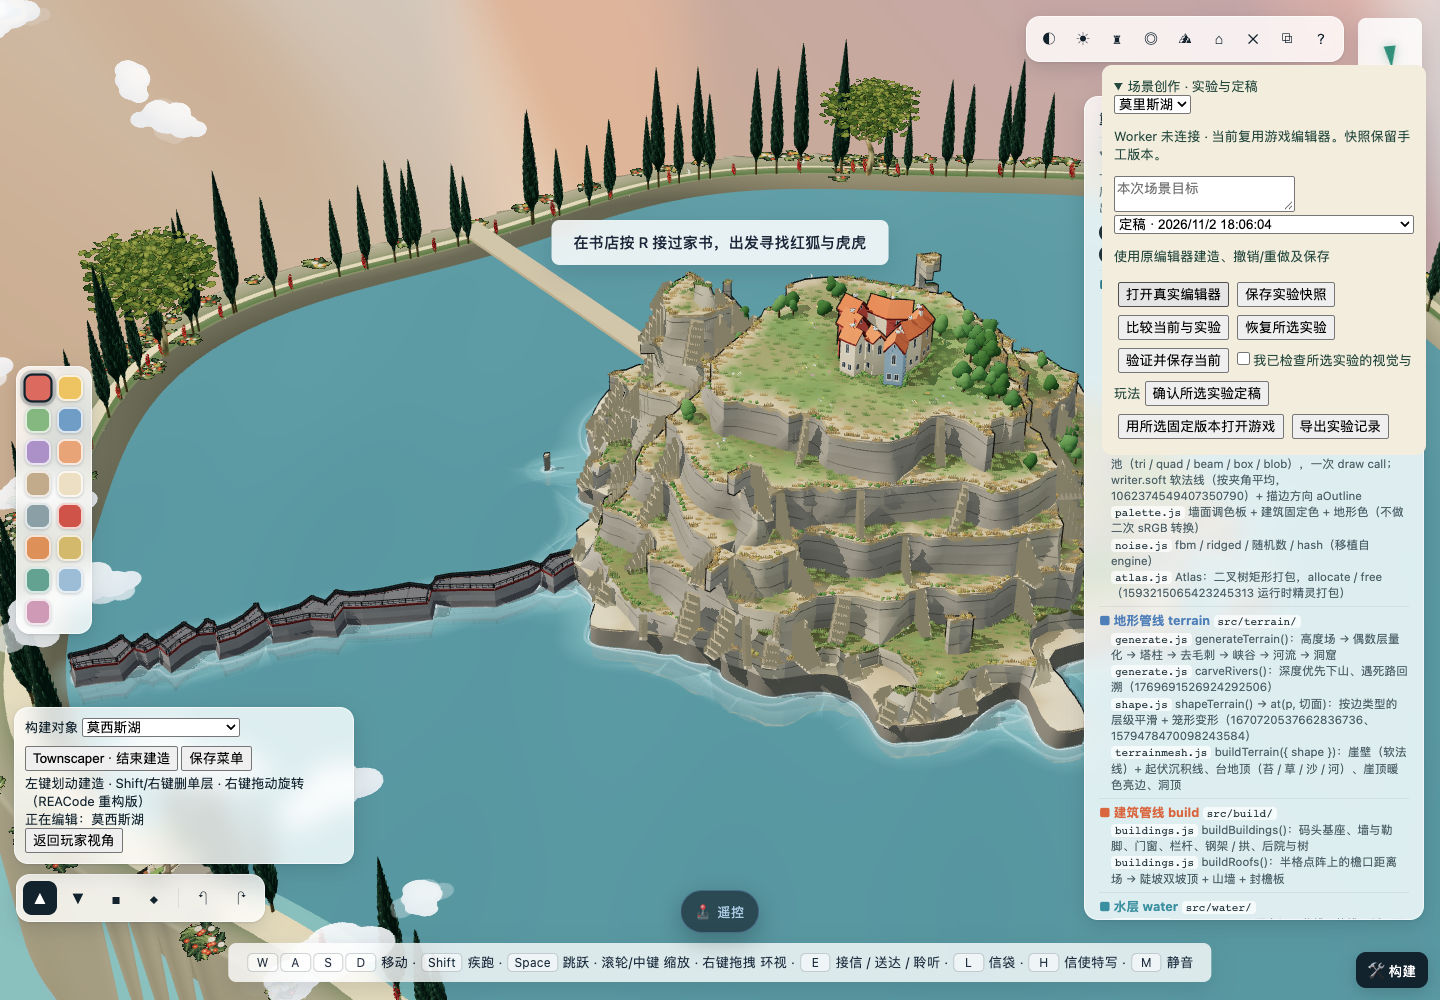 ?
▼ 场景创作 · 实验与定稿
莫里斯湖
Worker 未连接 · 当前复用游戏编辑器。快照保留手
工版本。
本次场景目标
定稿 · 2026/11/2 18:06:04
使用原编辑器建造、撤销/重做及保存
打开真实编辑器 保存实验快照
比较当前与实验 恢复所选实验
验证并保存当前 我已检查所选实验的视觉与
玩法 确认所选实验定稿
用所选固定版本打开游戏 导出实验记录
在书店按 R 接过家书，出发寻找红狐与虎虎
池（tri / quad / beam / box / blob），一次 draw call；
writer.soft 软法线（按夹角平均，
1062374549407350790）+ 描边方向 aOutline
palette.js 墙面调色板 + 建筑固定色 + 地形色（不做
二次 sRGB 转换）
noise.js fbm / ridged / 随机数 / hash（移植自
engine）
atlas.js Atlas：二叉树矩形打包，allocate / free
（1593215065423245313 运行时精灵打包）
地形管线 terrain src/terrain/
generate.js generateTerrain()：高度场 → 偶数层量
化 → 塔柱 → 去毛刺 → 峡谷 → 河流 → 洞窟
generate.js carveRivers()：深度优先下山、遇死路回
溯（1769691526924292506）
shape.js shapeTerrain() → at(p, 切面)：按边类型的
层级平滑 + 笼形变形（1670720537662836736、
1579478470098243584）
terrainmesh.js buildTerrain({ shape })：崖壁（软法
线）+ 起伏沉积线、台地顶（苔 / 草 / 沙 / 河）、崖顶暖
色亮边、洞顶
建筑管线 build src/build/
buildings.js buildBuildings()：码头基座、墙与勒
脚、门窗、栏杆、钢架 / 拱、后院与树
buildings.js buildRoofs()：半格点阵上的檐口距离
场 → 陡坡双坡顶 + 山墙 + 封檐板
水层 water src/water/
构建对象 莫西斯湖
Townscaper · 结束建造 保存菜单
左键划动建造 · Shift/右键删单层 · 右键拖动旋转
（REACode 重构版）
正在编辑：莫西斯湖
返回玩家视角
遥控
W A S D 移动 · Shift 疾跑 · Space 跳跃 · 滚轮/中键 缩放 · 右键拖拽 环视 · E 接信 / 送达 / 聆听 · L 信袋 · H 信使特写 · M 静音
构建